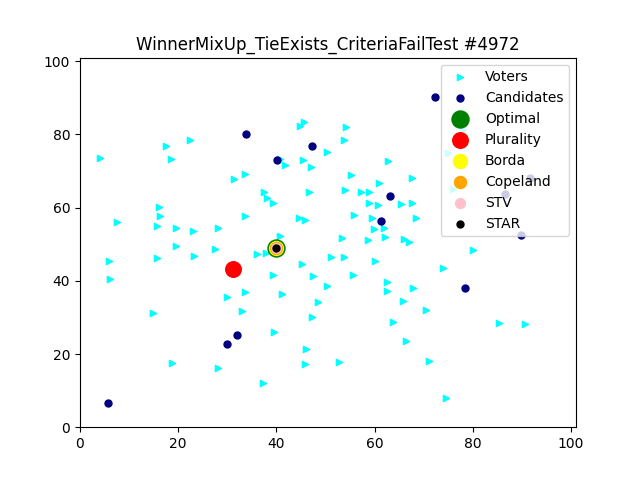 WinnerMixUp_TieExists_CriteriaFailTest #4972
100
80
60
40
20
0
0 20 40 60 80 100
Voters
Candidates
Optimal
Plurality
Borda
Copeland
STV
STAR